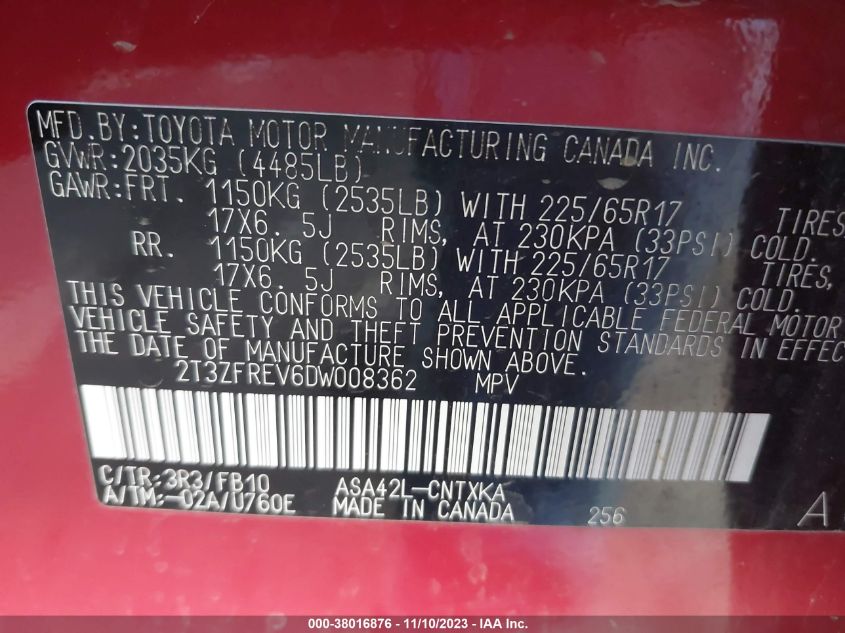 MFD. BY: TOYOTA MOTOR MANUFACTURING CANADA INC.
GVWR: 2035KG (4485LB)
GAWR: FRT. 1150KG (2535LB) WITH 225/65R17 TIRES
17X6. 5J RIMS, AT 230KPA (33PSI) COLD.
RR. 1150KG (2535LB) WITH 225/65R17 TIRES,
17X6. 5J RIMS, AT 230KPA (33PSI) COLD.
THIS VEHICLE CONFORMS TO ALL APPLICABLE FEDERAL MOTOR
VEHICLE SAFETY AND THEFT PREVENTION STANDARDS IN EFFEC
THE DATE OF MANUFACTURE SHOWN ABOVE.
2T3ZFREV6DW008362 MPV
C/TR: 3R3/FB10 ASA42L-CNTXKA
A/TM: -02A/U760E MADE IN CANADA 256 A
000-38016876 - 11/10/2023 - IAA Inc.